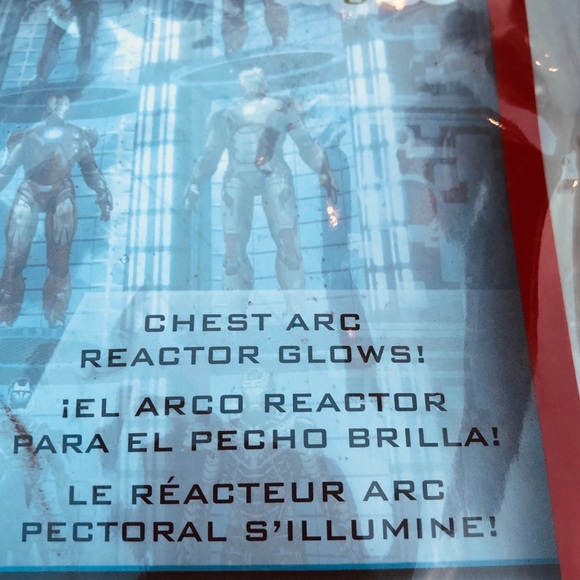 CHEST ARC
REACTOR GLOWS!
¡EL ARCO REACTOR
PARA EL PECHO BRILLA!
LE RÉACTEUR ARC
PECTORAL S'ILLUMINE!